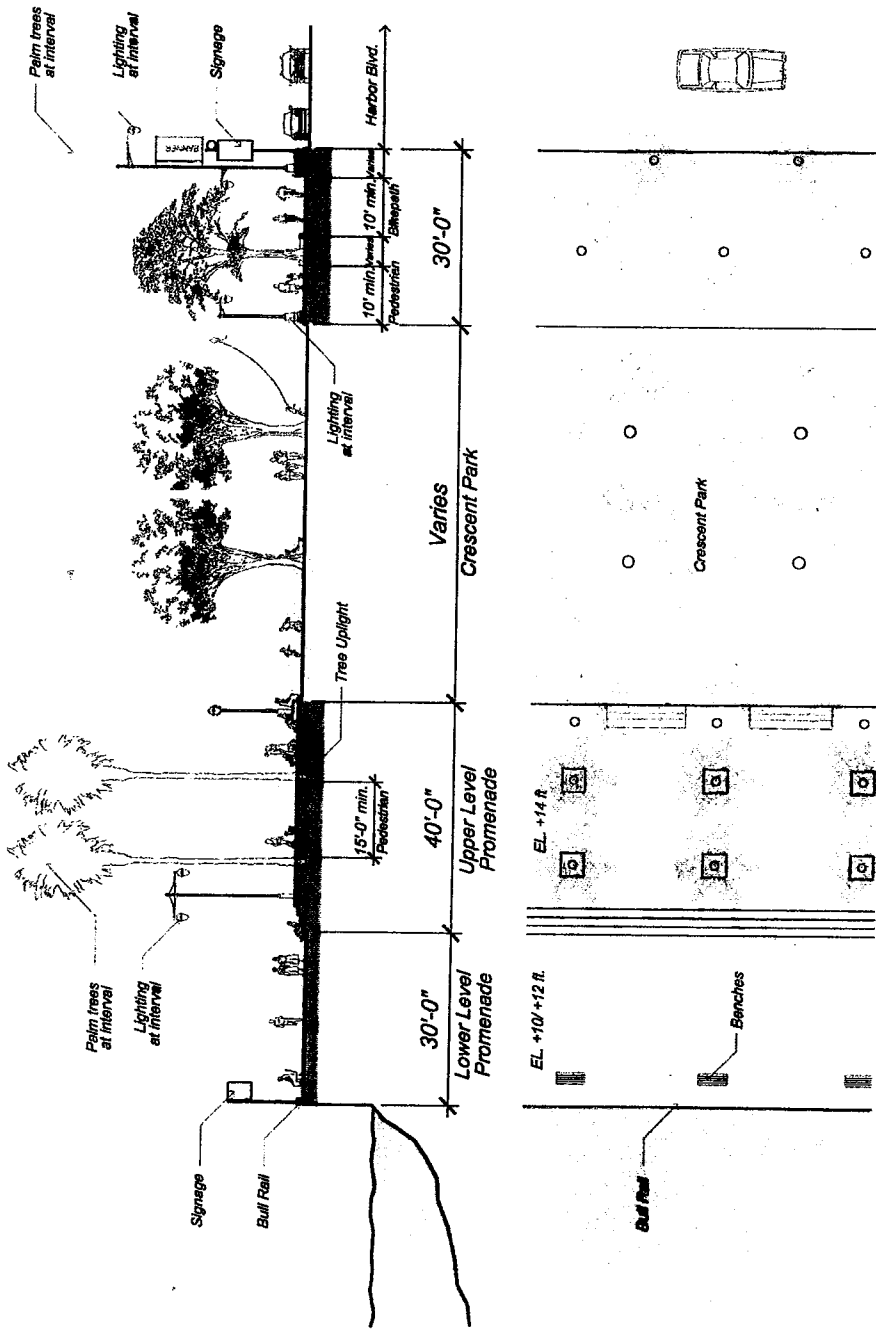 Palm trees
at interval
Lighting
at interval
Signage
BANNER
Harbor Blvd.
Varies
10' min.
Bikepath
Varies
10' min.
Pedestrian
30'-0"
Lighting
at interval
Varies
Crescent Park
Tree Uplight
15'-0" min.
Pedestrian
40'-0"
Upper Level
Promenade
Palm trees
at interval
Lighting
at interval
30'-0"
Lower Level
Promenade
Signage
Bull Rail
Crescent Park
EL. +14 ft.
EL. +10/ +12 ft.
Benches
Bull Rail